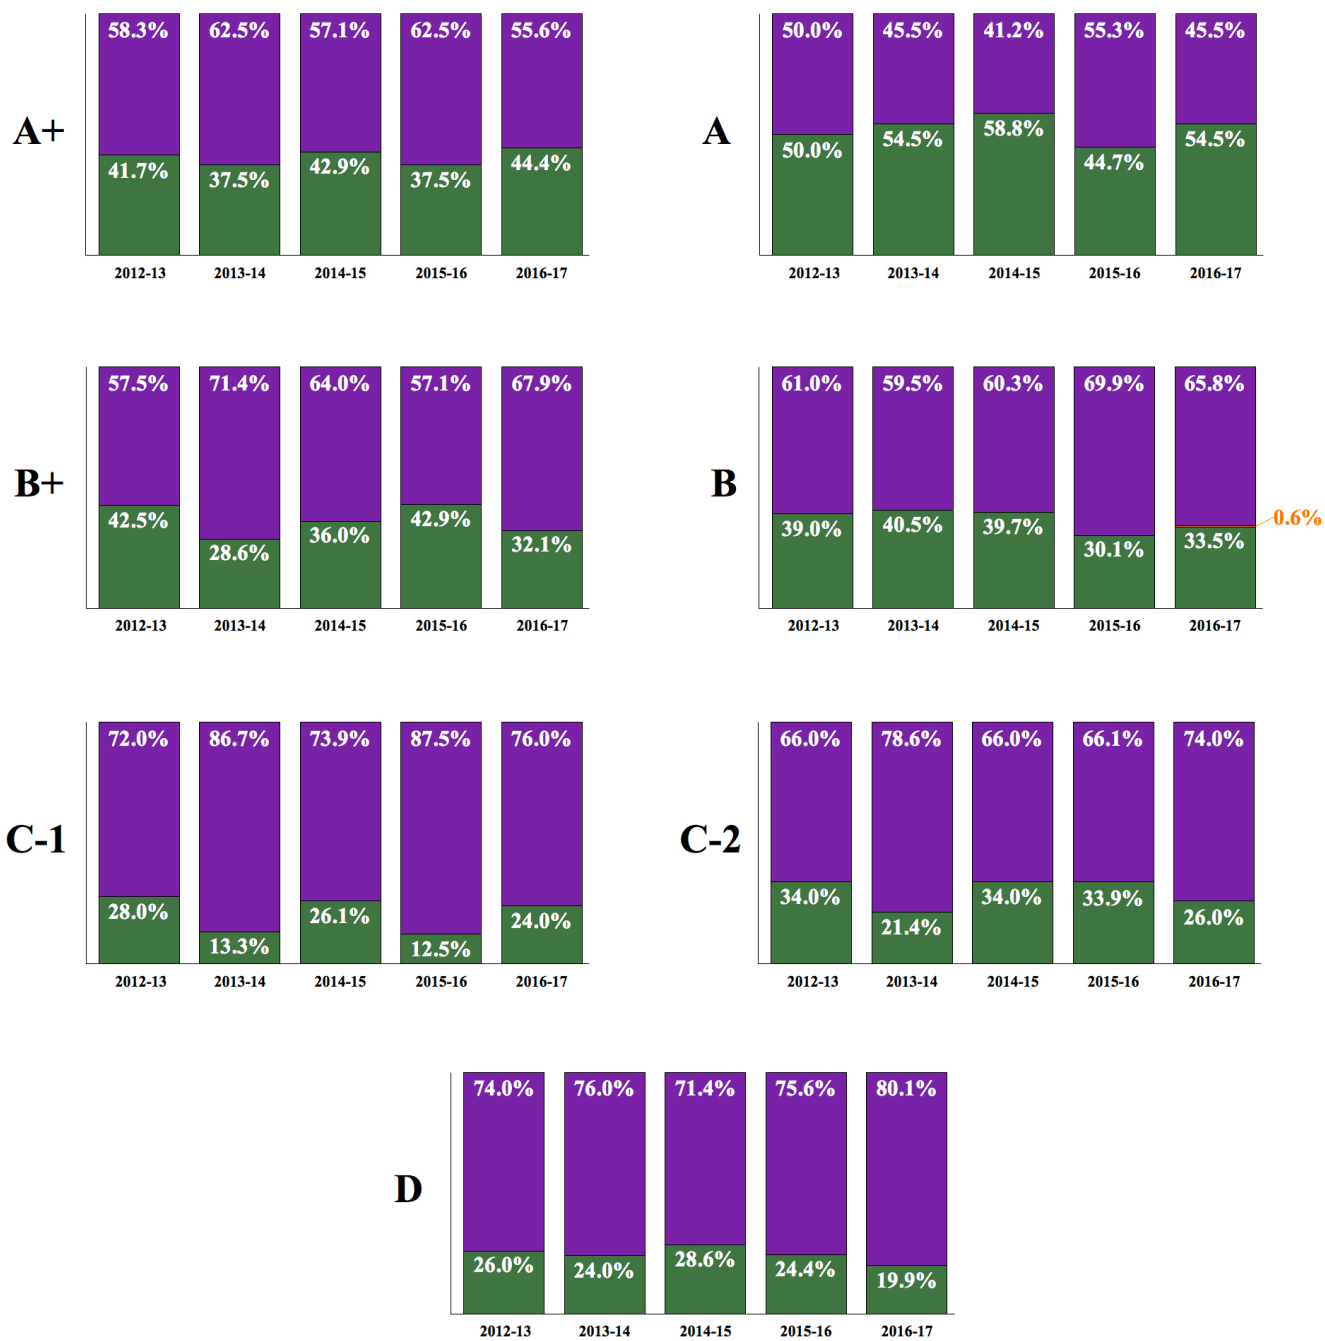 58.3% 62.5% 57.1% 62.5% 55.6%
A+
41.7% 37.5% 42.9% 37.5% 44.4%
2012-13 2013-14 2014-15 2015-16 2016-17
50.0% 45.5% 41.2% 55.3% 45.5%
A
50.0% 54.5% 58.8% 44.7% 54.5%
2012-13 2013-14 2014-15 2015-16 2016-17
57.5% 71.4% 64.0% 57.1% 67.9%
B+
42.5% 28.6% 36.0% 42.9% 32.1%
2012-13 2013-14 2014-15 2015-16 2016-17
61.0% 59.5% 60.3% 69.9% 65.8%
B
0.6%
39.0% 40.5% 39.7% 30.1% 33.5%
2012-13 2013-14 2014-15 2015-16 2016-17
72.0% 86.7% 73.9% 87.5% 76.0%
C-1
28.0% 13.3% 26.1% 12.5% 24.0%
2012-13 2013-14 2014-15 2015-16 2016-17
66.0% 78.6% 66.0% 66.1% 74.0%
C-2
34.0% 21.4% 34.0% 33.9% 26.0%
2012-13 2013-14 2014-15 2015-16 2016-17
74.0% 76.0% 71.4% 75.6% 80.1%
D
26.0% 24.0% 28.6% 24.4% 19.9%
2012-13 2013-14 2014-15 2015-16 2016-17